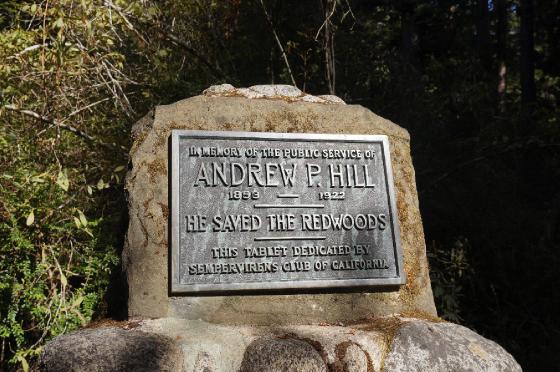 IN MEMORY OF THE PUBLIC SERVICE OF
ANDREW P. HILL
1893 — 1922
HE SAVED THE REDWOODS
THIS TABLET DEDICATED BY
SEMPERVIRENS CLUB OF CALIFORNIA